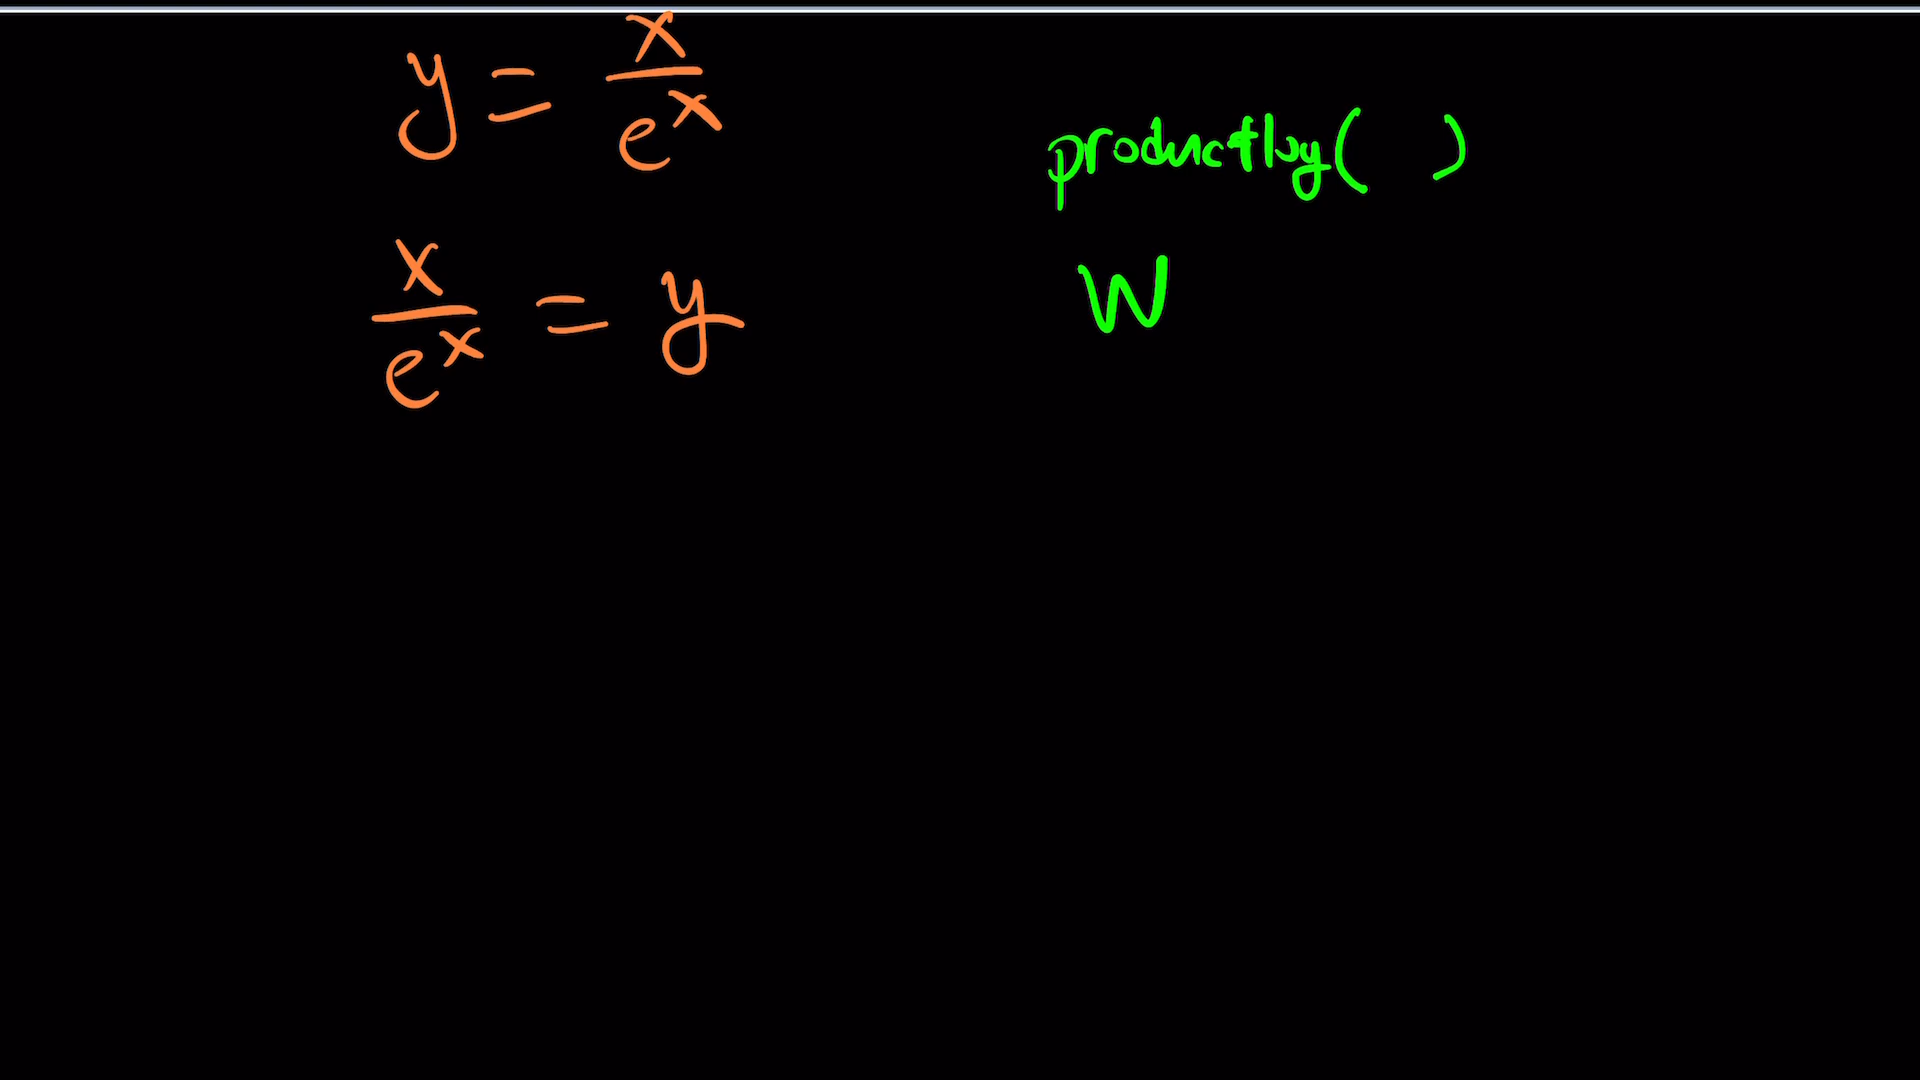 y = x/e^x
productlog( )
W
x/e^x = y